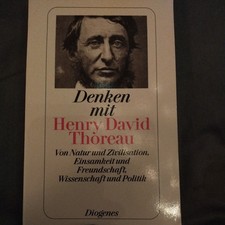 Denken
mit
Henry David
Thoreau
Von Natur und Zivilisation,
Einsamkeit und
Freundschaft,
Wissenschaft und Politik
Diogenes